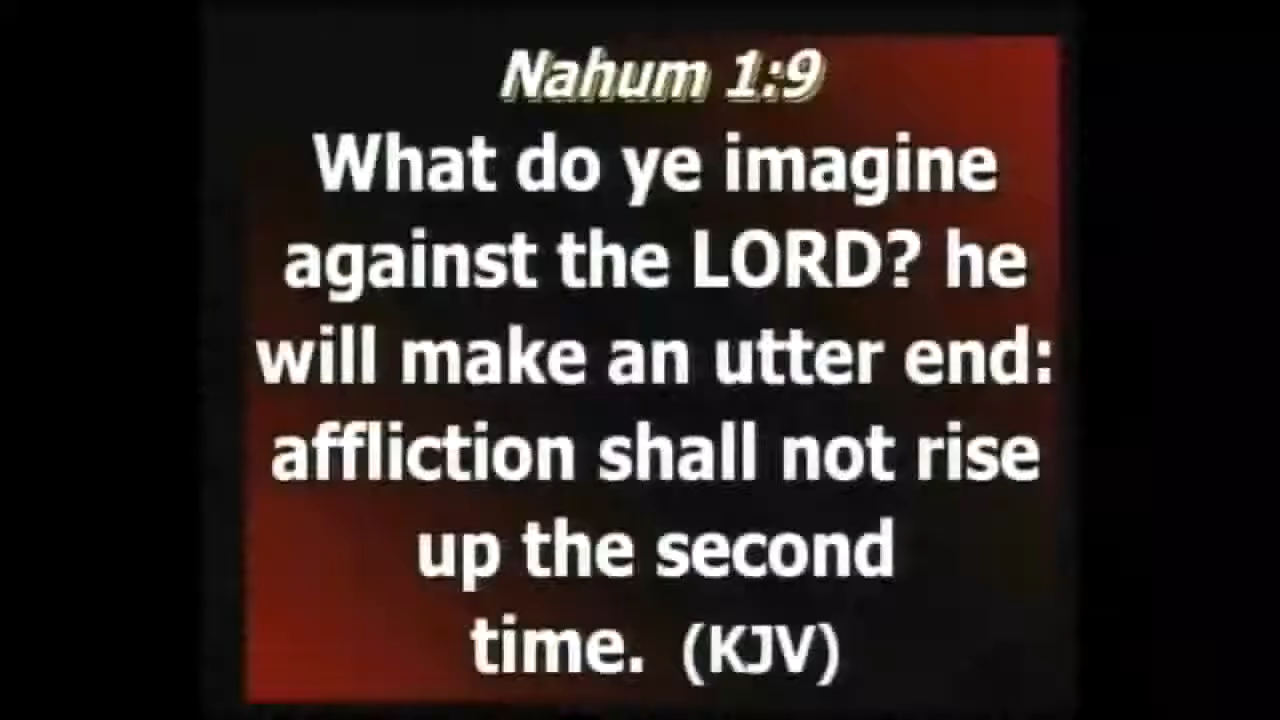 Nahum 1:9
What do ye imagine
against the LORD? he
will make an utter end:
affliction shall not rise
up the second
time. (KJV)